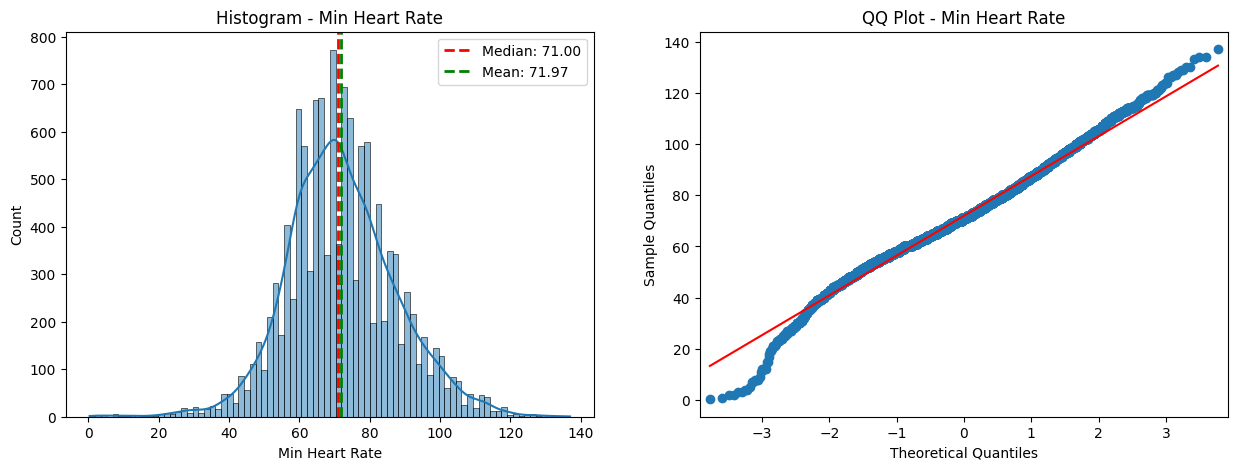 Histogram - Min Heart Rate
Median: 71.00
Mean: 71.97
Count
800
700
600
500
400
300
200
100
0
0 20 40 60 80 100 120 140
Min Heart Rate
QQ Plot - Min Heart Rate
Sample Quantiles
140
120
100
80
60
40
20
0
−3 −2 −1 0 1 2 3
Theoretical Quantiles